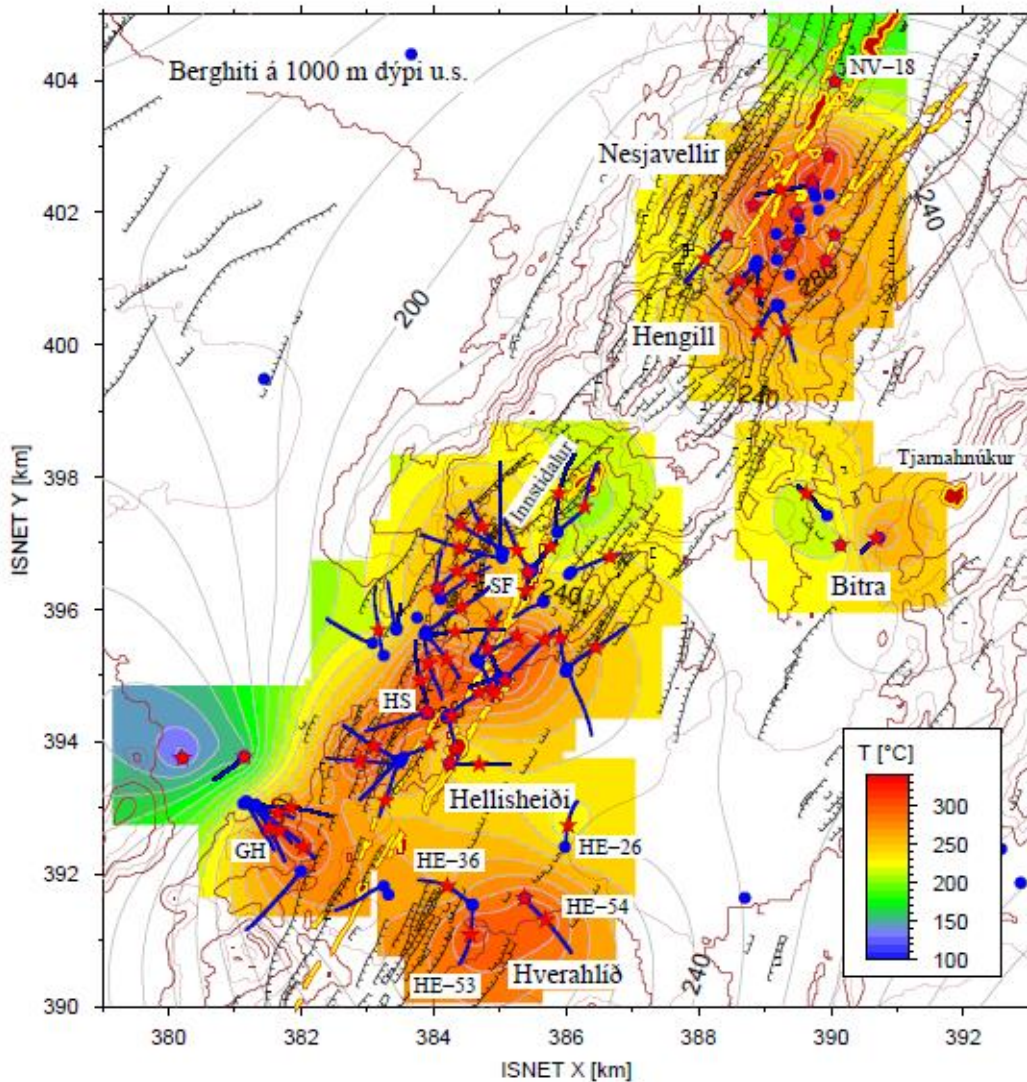 Berghiti á 1000 m dýpi u.s.
NV-18
Nesjavellir
240
200
280
Hengill
240
Innstidalur
Tjarnahnúkur
SF
240
Bitra
HS
T [°C]
300
250
200
150
100
Hellisheiði
GH
HE-36
HE-26
HE-54
HE-53
Hverahlíð
240
404
402
400
398
396
394
392
390
ISNET Y [km]
380
382
384
386
388
390
392
ISNET X [km]